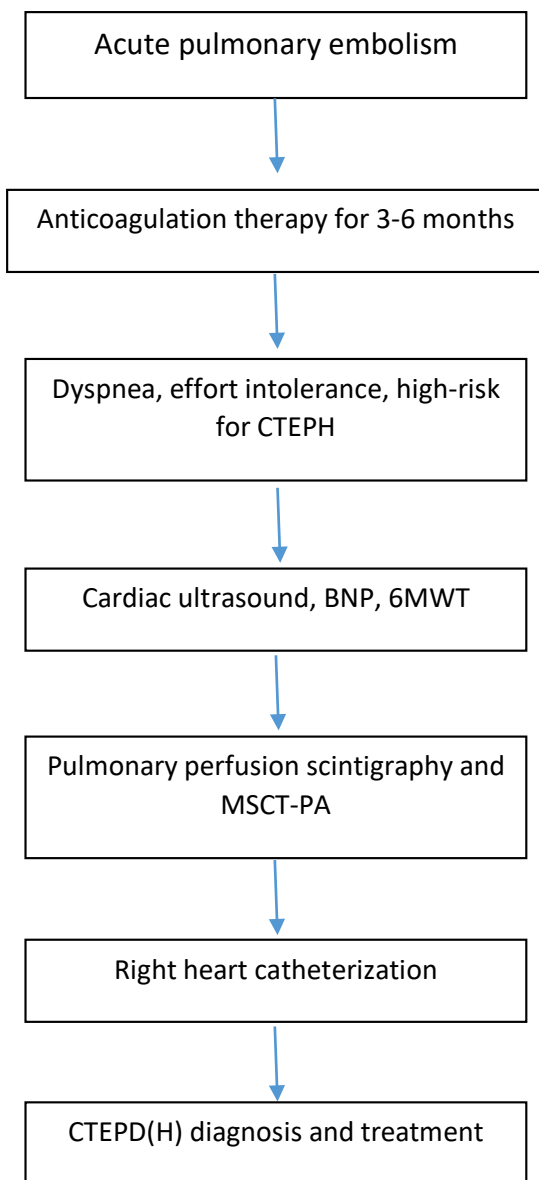 Acute pulmonary embolism
Anticoagulation therapy for 3-6 months
Dyspnea, effort intolerance, high-risk
for CTEPH
Cardiac ultrasound, BNP, 6MWT
Pulmonary perfusion scintigraphy and
MSCT-PA
Right heart catheterization
CTEPD(H) diagnosis and treatment